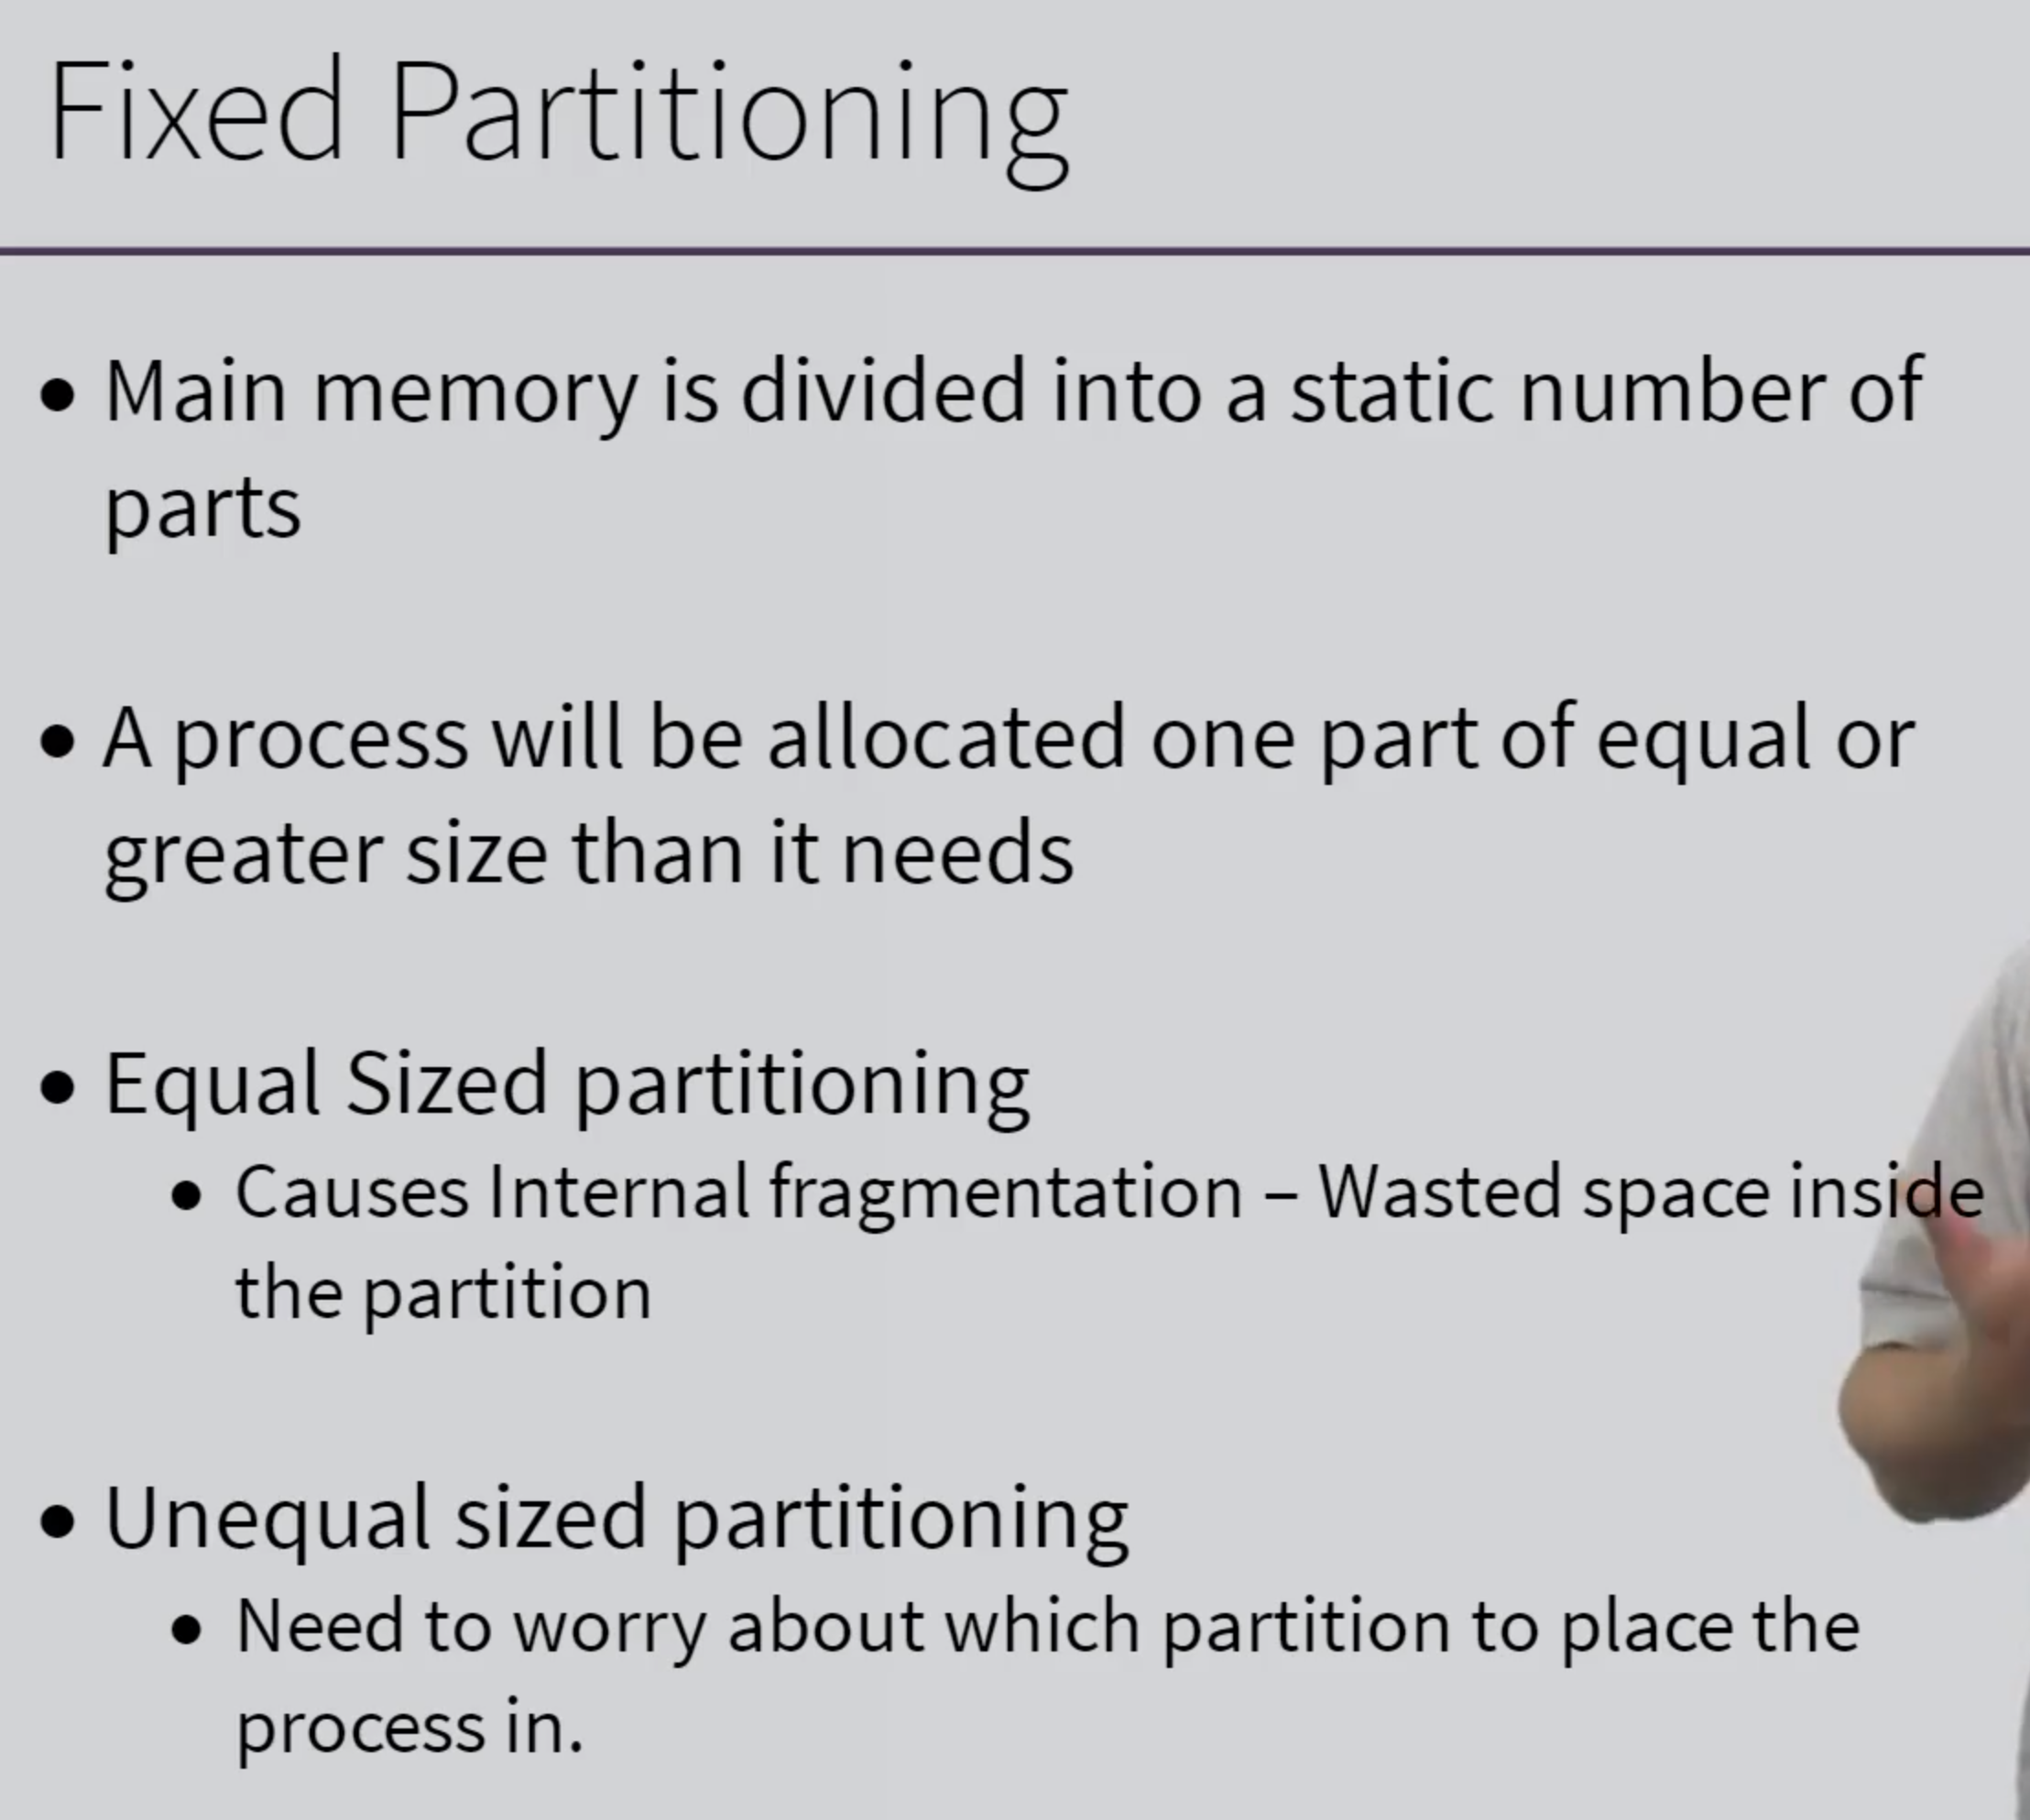 Fixed Partitioning
• Main memory is divided into a static number of
parts
• A process will be allocated one part of equal or
greater size than it needs
• Equal Sized partitioning
• Causes Internal fragmentation – Wasted space inside
the partition
• Unequal sized partitioning
• Need to worry about which partition to place the
process in.